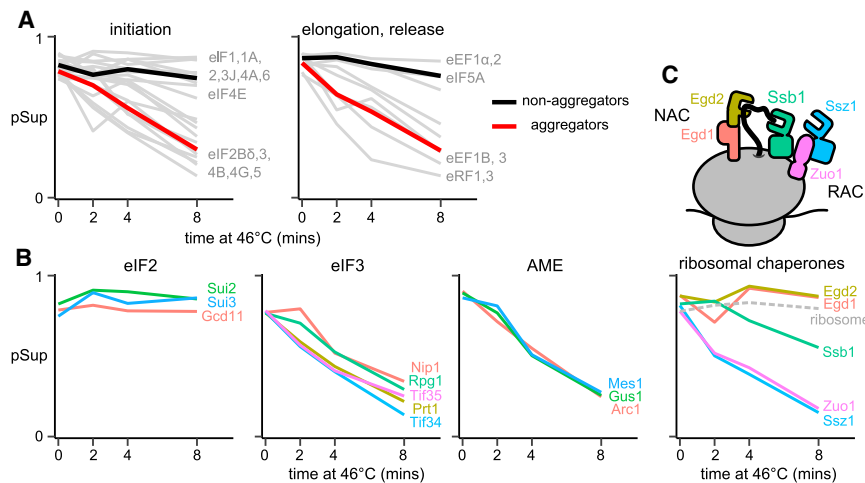 A
initiation
elongation, release
1
pSup
0
0 2 4 8
0 2 4 8
time at 46°C (mins)
eIF1,1A,
2,3J,4A,6
eIF4E
eIF2Bδ,3,
4B,4G,5
eEF1α,2
eIF5A
eEF1B, 3
eRF1,3
non-aggregators
aggregators
C
Egd2
NAC
Egd1
Ssb1
Ssz1
Zuo1
RAC
B
eIF2
eIF3
AME
ribosomal chaperones
1
pSup
0
Sui2
Sui3
Gcd11
Nip1
Rpg1
Tif35
Prt1
Tif34
Mes1
Gus1
Arc1
Egd2
Egd1
ribosome
Ssb1
Zuo1
Ssz1
0 2 4 8
0 2 4 8
0 2 4 8
0 2 4 8
time at 46°C (mins)
time at 46°C (mins)